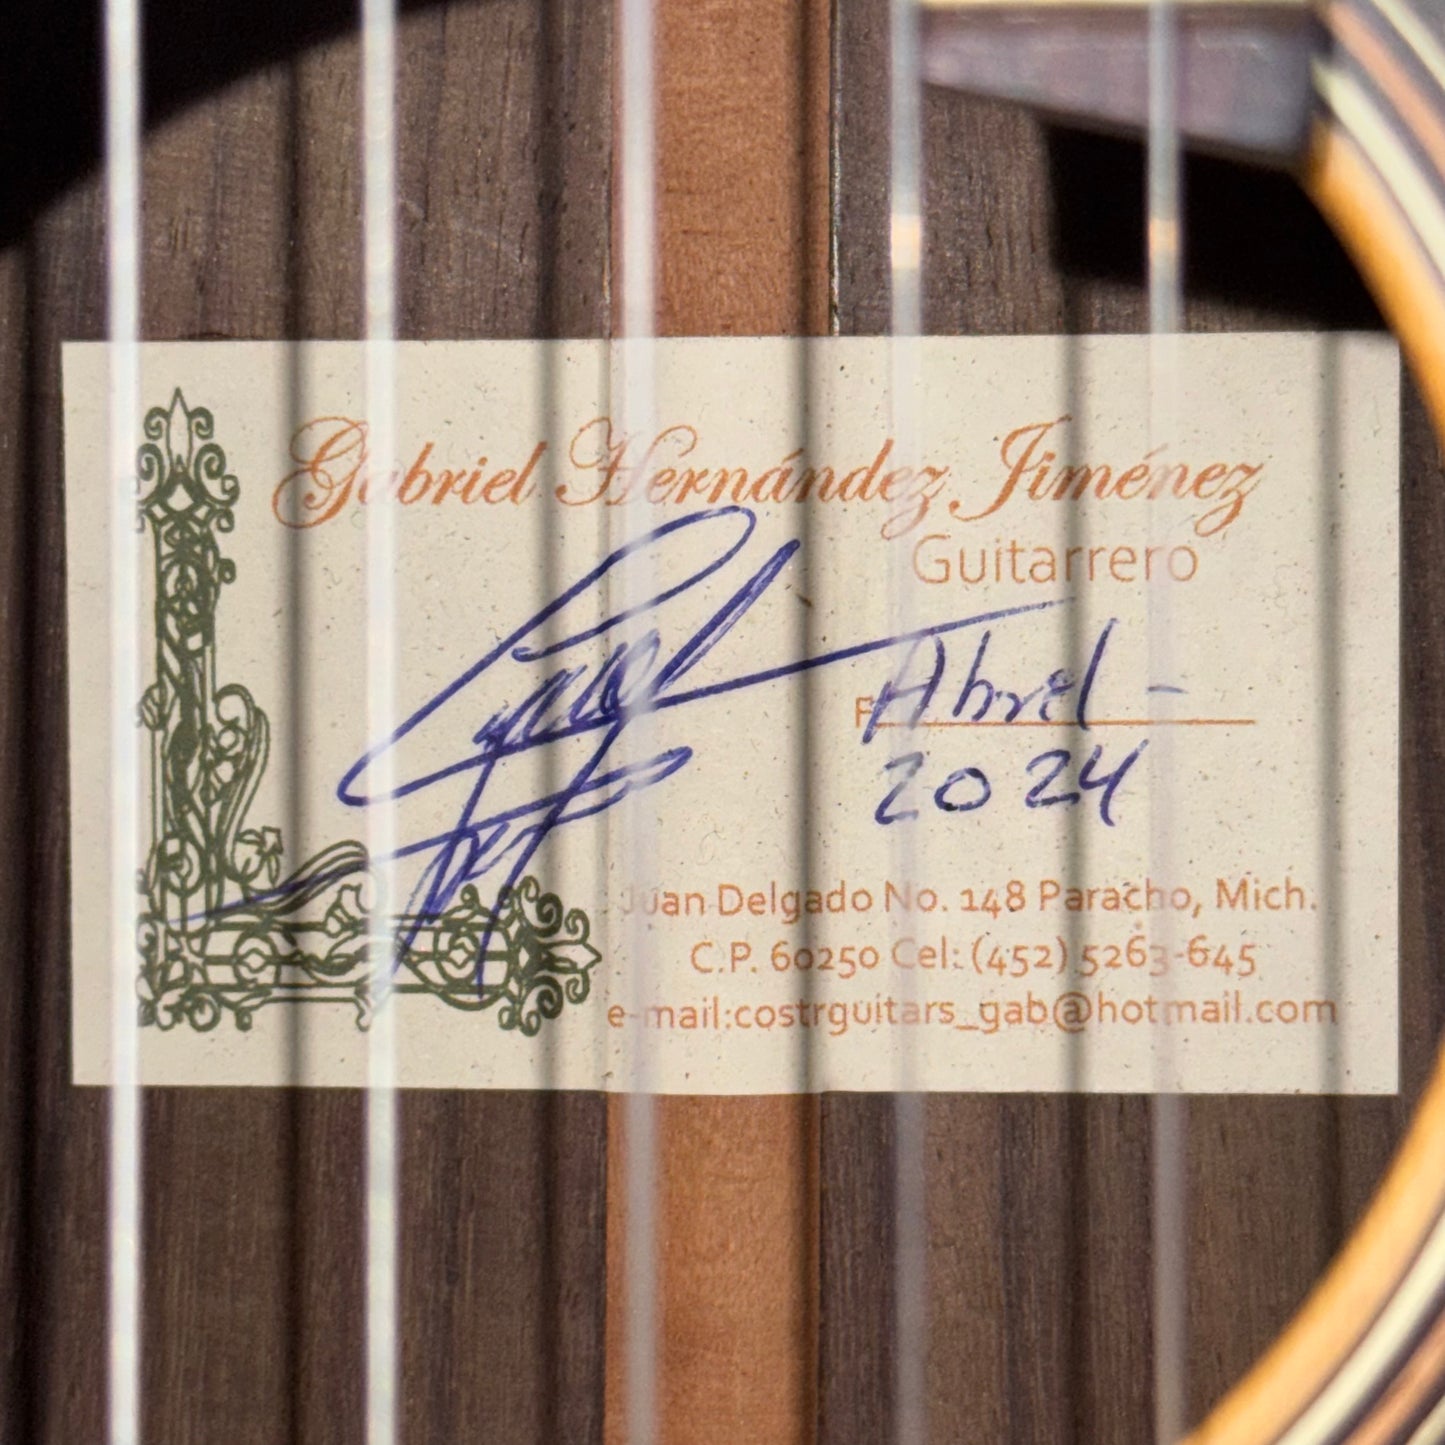 Gabriel Hernández Jiménez
Guitarrero
Abrel -
2024
Juan Delgado No. 148 Paracho, Mich.
C.P. 60250 Cel: (452) 5263-645
e-mail:costrguitars_gab@hotmail.com